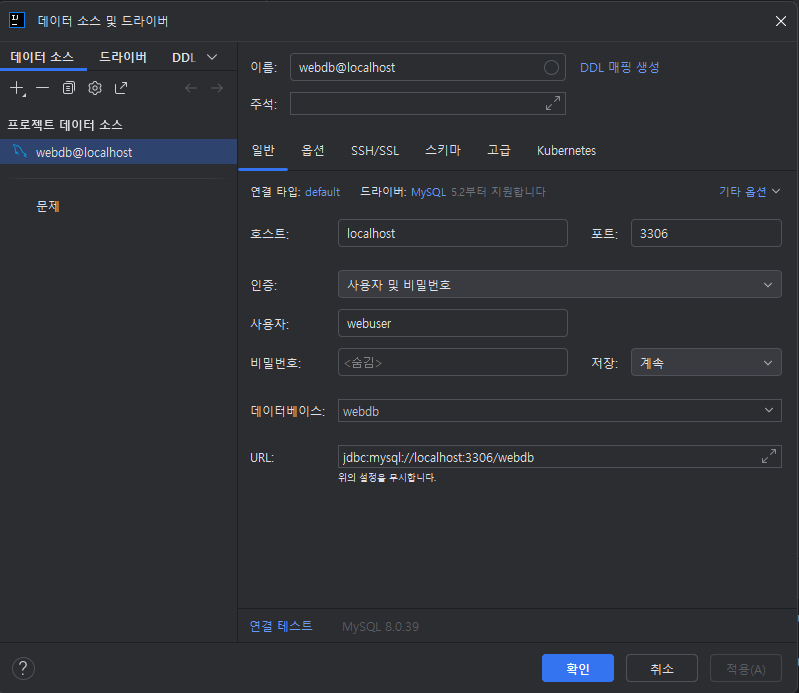 IJ
데이터 소스 및 드라이버
데이터 소스 드라이버 DDL
프로젝트 데이터 소스
webdb@localhost
문제
이름: webdb@localhost DDL 매핑 생성
주석:
일반 옵션 SSH/SSL 스키마 고급 Kubernetes
연결 타입: default 드라이버: MySQL 5.2부터 지원합니다 기타 옵션
호스트: localhost 포트: 3306
인증: 사용자 및 비밀번호
사용자: webuser
비밀번호: <숨김> 저장: 계속
데이터베이스: webdb
URL: jdbc:mysql://localhost:3306/webdb
위의 설정을 무시합니다.
연결 테스트 MySQL 8.0.39
? 확인 취소 적용(A)